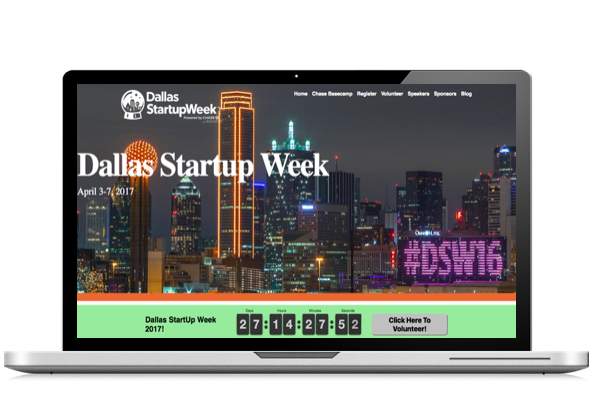 Dallas
StartupWeek
Powered by CHASE
Home Chase Basecamp Register Volunteer Speakers Sponsors Blog
Dallas Startup Week
April 3-7, 2017
#DSW16
Dallas StartUp Week
2017!
Days Hours Minutes Seconds
27:14:27:52
Click Here To
Volunteer!